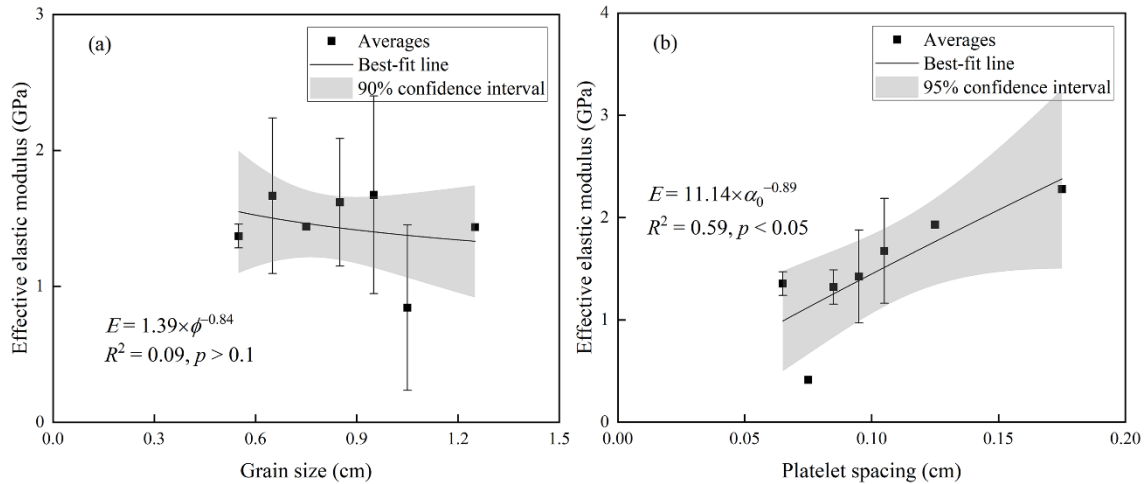 (a)
Averages
Best-fit line
90% confidence interval
Effective elastic modulus (GPa)
3
2
1
0
E = 1.39×ϕ^−0.84
R² = 0.09, p > 0.1
0.0 0.3 0.6 0.9 1.2 1.5
Grain size (cm)
(b)
Averages
Best-fit line
95% confidence interval
Effective elastic modulus (GPa)
4
3
2
1
0
E = 11.14×α₀^−0.89
R² = 0.59, p < 0.05
0.00 0.05 0.10 0.15 0.20
Platelet spacing (cm)